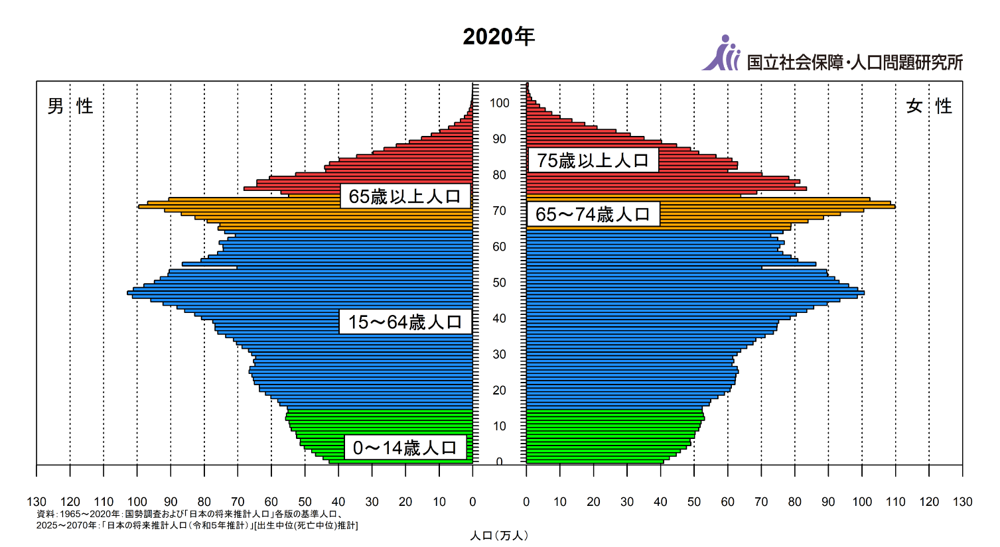 2020年
国立社会保障・人口問題研究所
男 性
女 性
100
90
80
70
60
50
40
30
20
10
0
75歳以上人口
65歳以上人口
65～74歳人口
15～64歳人口
0～14歳人口
130 120 110 100 90 80 70 60 50 40 30 20 10 0 0 10 20 30 40 50 60 70 80 90 100 110 120 130
資料：1965～2020年：国勢調査および「日本の将来推計人口」各版の基準人口、
2025～2070年：「日本の将来推計人口（令和5年推計）」[出生中位(死亡中位)推計]
人口（万人）